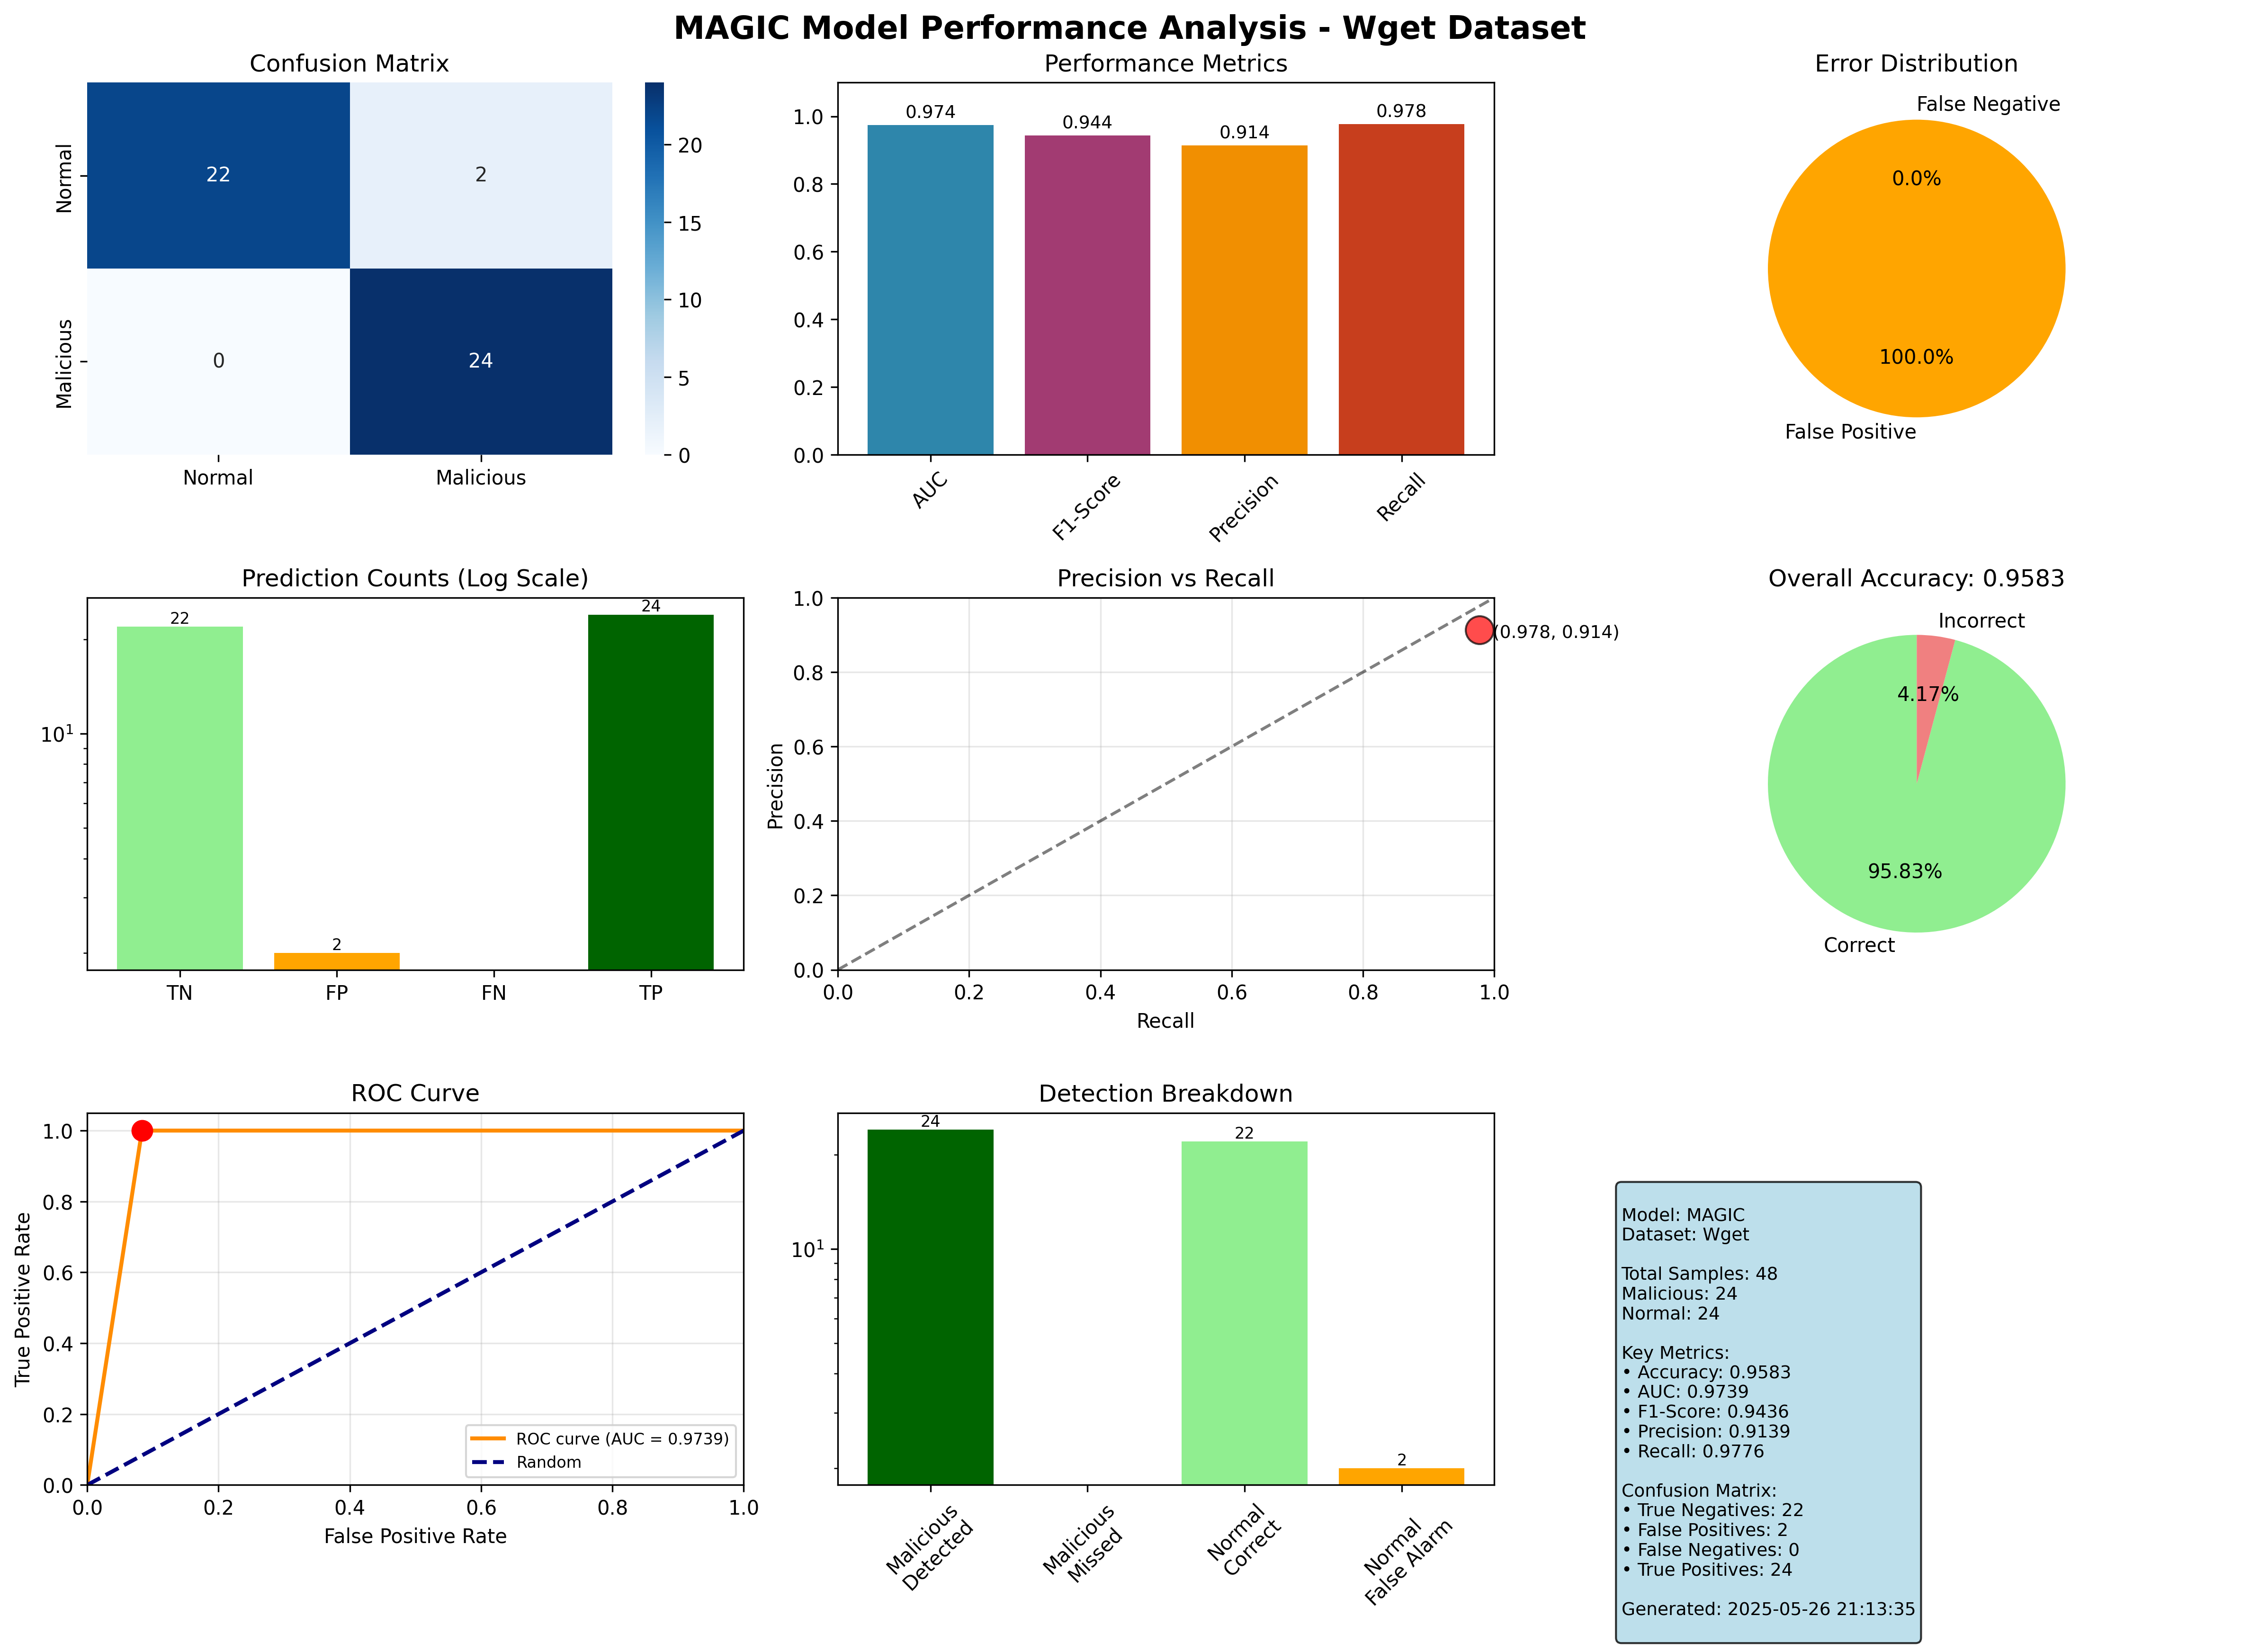 MAGIC Model Performance Analysis - Wget Dataset
Confusion Matrix
Normal
Malicious
22
2
0
24
Normal
Malicious
20
15
10
5
0
Performance Metrics
1.0
0.8
0.6
0.4
0.2
0.0
0.974
0.944
0.914
0.978
AUC
F1-Score
Precision
Recall
Error Distribution
False Negative
0.0%
100.0%
False Positive
Prediction Counts (Log Scale)
10¹
22
2
24
TN
FP
FN
TP
Precision vs Recall
Precision
1.0
0.8
0.6
0.4
0.2
0.0
(0.978, 0.914)
0.0
0.2
0.4
0.6
0.8
1.0
Recall
Overall Accuracy: 0.9583
Incorrect
4.17%
95.83%
Correct
ROC Curve
True Positive Rate
1.0
0.8
0.6
0.4
0.2
0.0
ROC curve (AUC = 0.9739)
Random
0.0
0.2
0.4
0.6
0.8
1.0
False Positive Rate
Detection Breakdown
10¹
24
22
2
Malicious
Detected
Malicious
Missed
Normal
Correct
Normal
False Alarm
Model: MAGIC
Dataset: Wget
Total Samples: 48
Malicious: 24
Normal: 24
Key Metrics:
• Accuracy: 0.9583
• AUC: 0.9739
• F1-Score: 0.9436
• Precision: 0.9139
• Recall: 0.9776
Confusion Matrix:
• True Negatives: 22
• False Positives: 2
• False Negatives: 0
• True Positives: 24
Generated: 2025-05-26 21:13:35